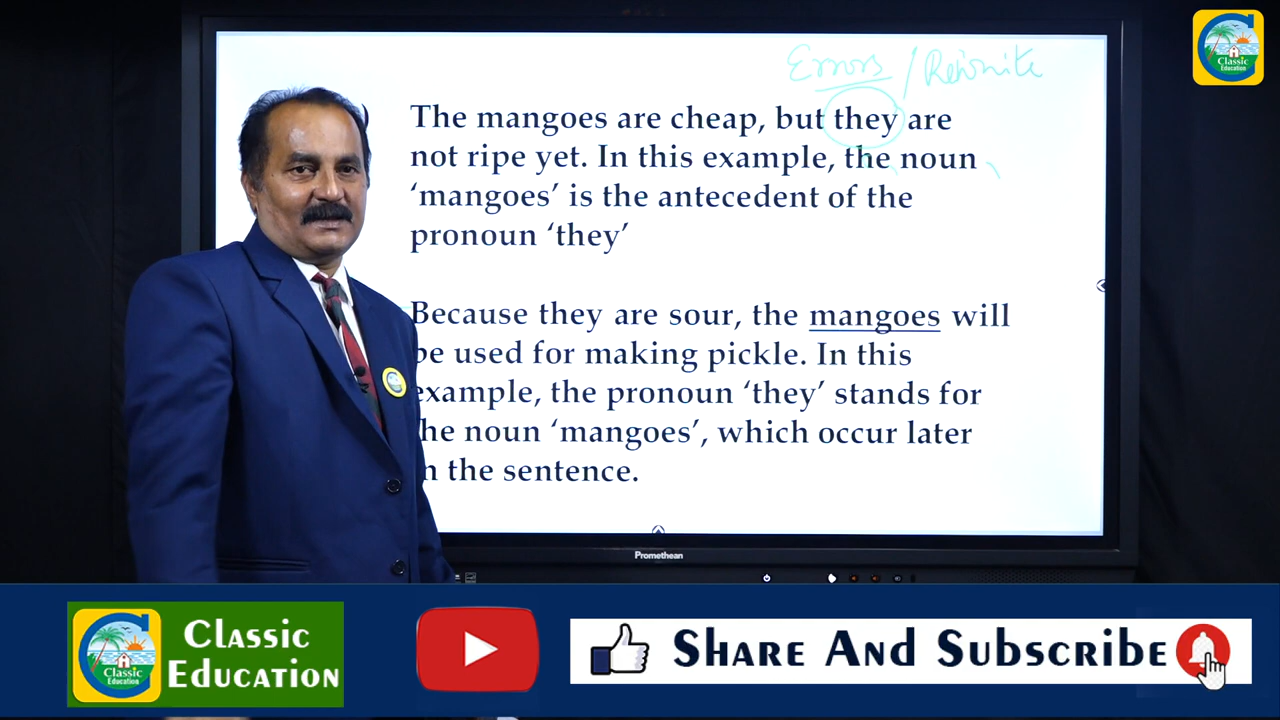 Errors / Rewrite
Classic
Education
The mangoes are cheap, but they are
not ripe yet. In this example, the noun
‘mangoes’ is the antecedent of the
pronoun ‘they’
Because they are sour, the mangoes will
be used for making pickle. In this
example, the pronoun ‘they’ stands for
the noun ‘mangoes’, which occur later
in the sentence.
Promethean
Classic
Education
Classic
Education
Share And Subscribe